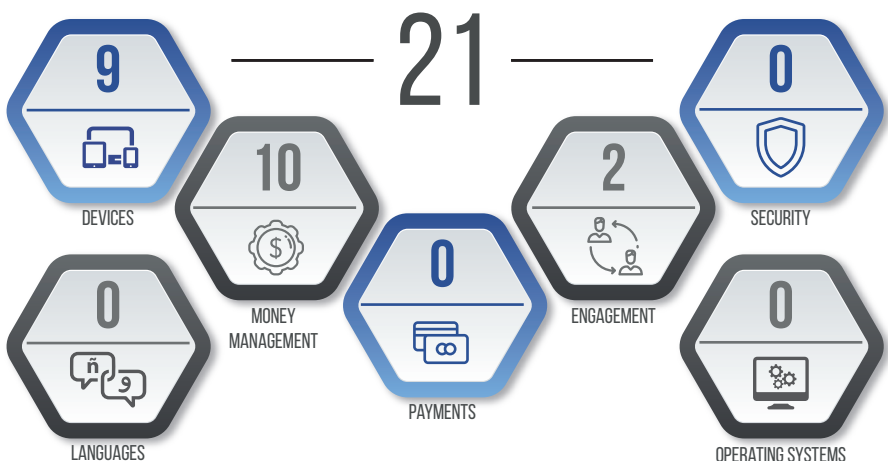 21
9
DEVICES
10
MONEY
MANAGEMENT
0
PAYMENTS
2
ENGAGEMENT
0
SECURITY
0
ñ
و
LANGUAGES
0
OPERATING SYSTEMS